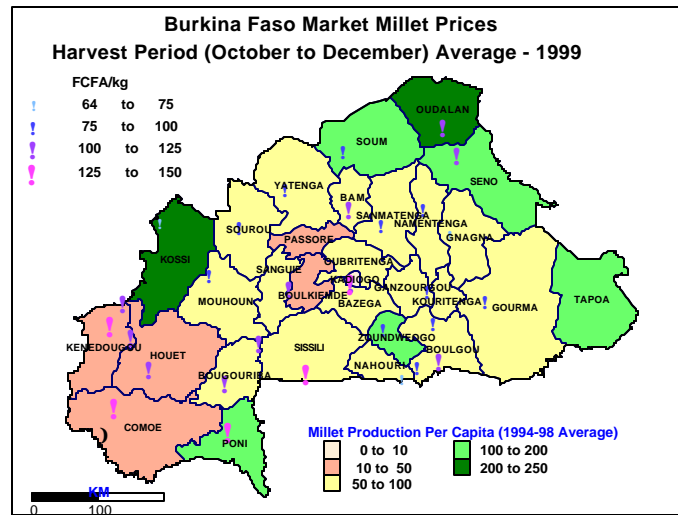 Burkina Faso Market Millet Prices
Harvest Period (October to December) Average - 1999
FCFA/kg
64 to 75
75 to 100
100 to 125
125 to 150
OUDALAN
SOUM
SENO
YATENGA
BAM
SANMATENGA
NAMENTENGA
SOUROU
GNAGNA
PASSORE
KOSSI
OUBRITENGA
SANGUIE
KADIOGO
GANZOURGOU
BOULKIEMDE
MOUHOUN
BAZEGA
KOURITENGA
GOURMA
TAPOA
KENEDOUGOU
HOUET
SISSILI
ZOUNDWEOGO
BOULGOU
NAHOURI
BOUGOURIBA
COMOE
PONI
Millet Production Per Capita (1994-98 Average)
0 to 10
10 to 50
50 to 100
100 to 200
200 to 250
KM
0 100